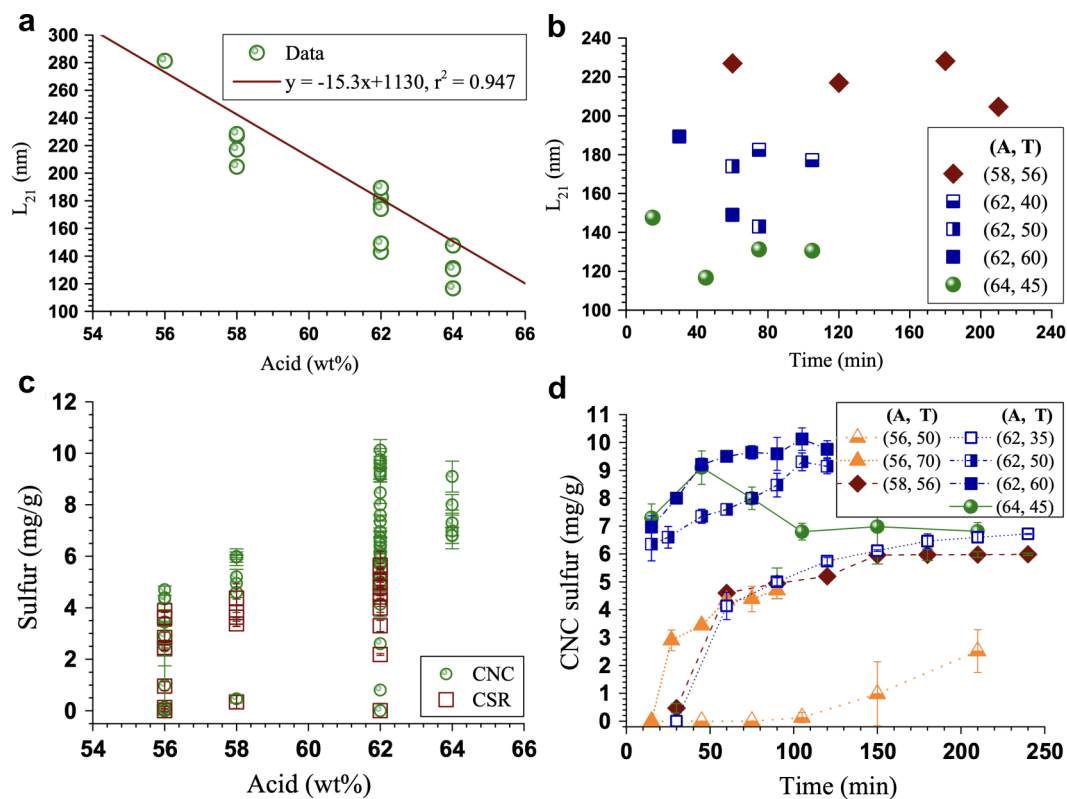 a
300
280
260
240
220
200
180
160
140
120
100
L21 (nm)
Data
y = -15.3x+1130, r² = 0.947
54 56 58 60 62 64 66
Acid (wt%)
b
240
220
200
180
160
140
120
100
L21 (nm)
(A, T)
(58, 56)
(62, 40)
(62, 50)
(62, 60)
(64, 45)
0 40 80 120 160 200 240
Time (min)
c
12
10
8
6
4
2
0
Sulfur (mg/g)
CNC
CSR
54 56 58 60 62 64 66
Acid (wt%)
d
11
10
9
8
7
6
5
4
3
2
1
0
CNC sulfur (mg/g)
(A, T) (A, T)
(56, 50) (62, 35)
(56, 70) (62, 50)
(58, 56) (62, 60)
(64, 45)
0 50 100 150 200 250
Time (min)